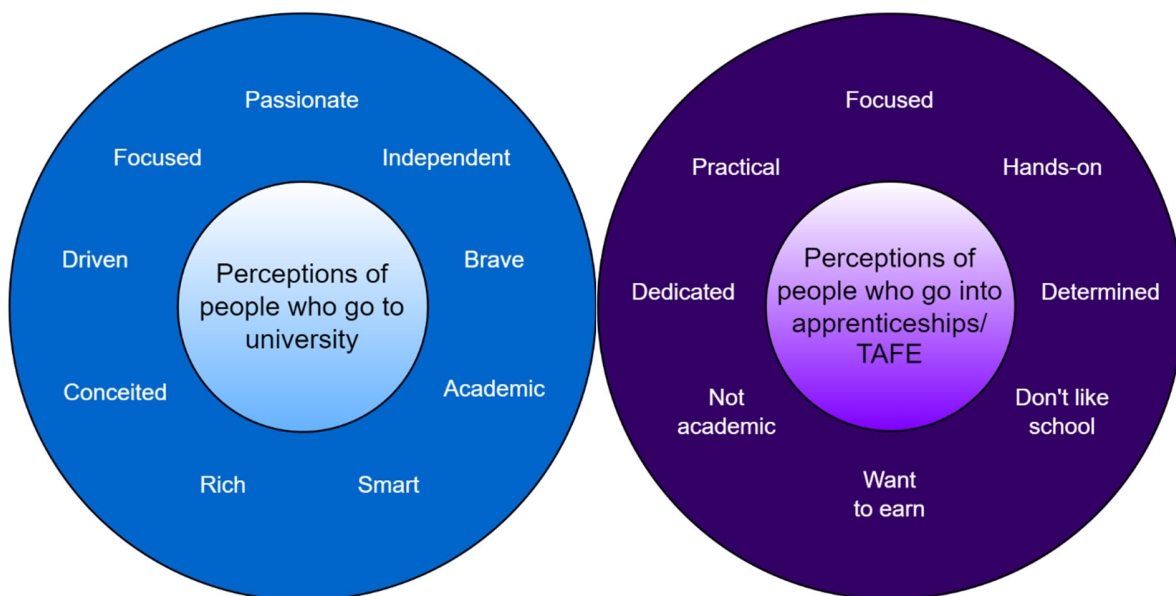 Passionate
Focused
Independent
Driven
Brave
Perceptions of
people who go to
university
Conceited
Academic
Rich
Smart
Focused
Practical
Hands-on
Dedicated
Determined
Perceptions of
people who go into
apprenticeships/
TAFE
Not
academic
Don't like
school
Want
to earn